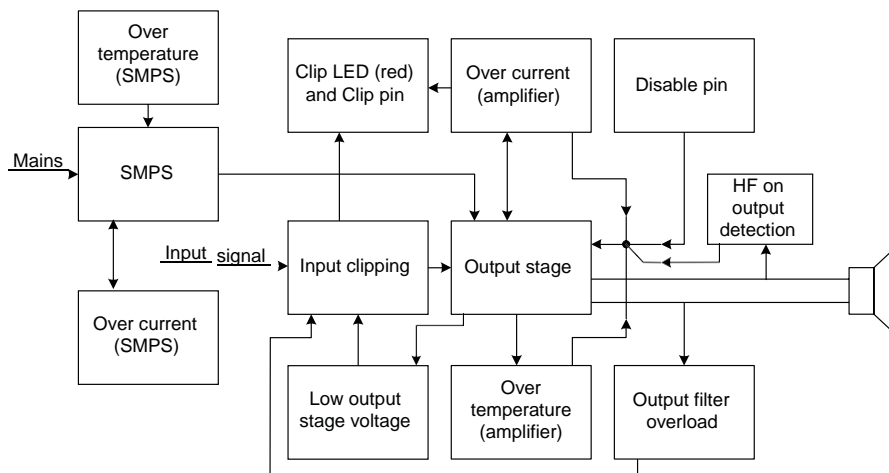 Over
temperature
(SMPS)
Clip LED (red)
and Clip pin
Over current
(amplifier)
Disable pin
Mains
SMPS
HF on
output
detection
Input signal
Input clipping
Output stage
Over current
(SMPS)
Low output
stage voltage
Over
temperature
(amplifier)
Output filter
overload